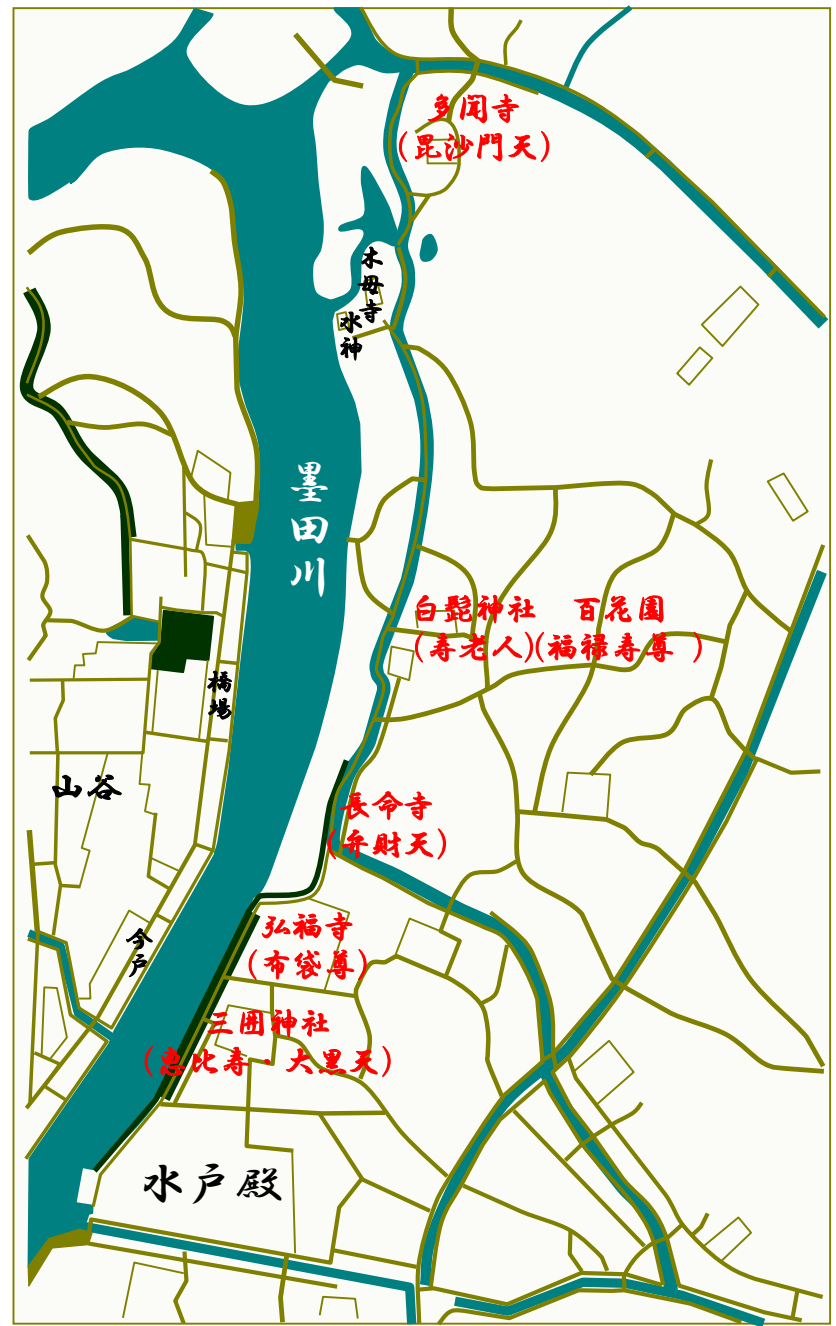 多聞寺
(毘沙門天)
木母寺
水神
墨田川
白髭神社　百花園
(寿老人)(福禄寿尊 )
橋場
山谷
長命寺
(弁財天)
今戸
弘福寺
(布袋尊)
三囲神社
(恵比寿・大黒天)
水戸殿